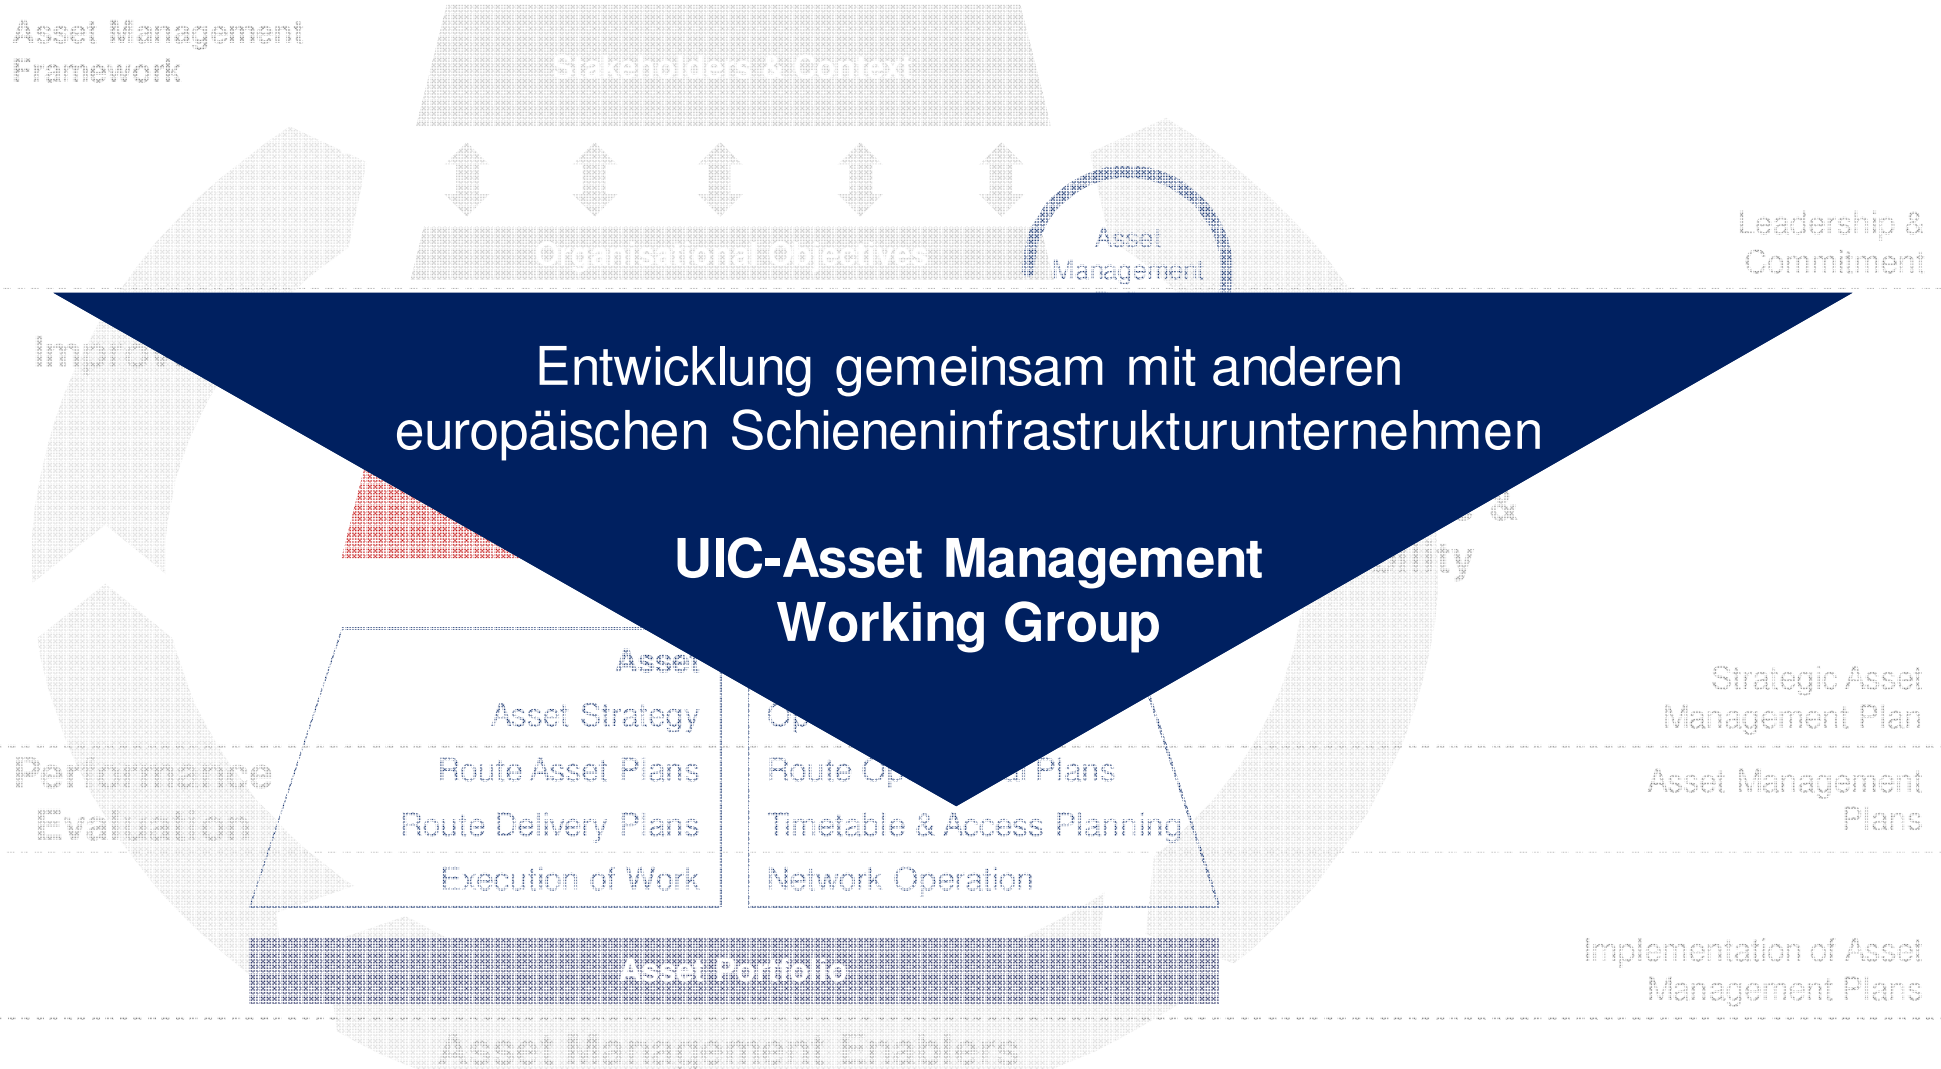 Asset Management
Framework
Stakeholders & Context
Organisational Objectives
Asset
Management
Leadership &
Commitment
Entwicklung gemeinsam mit anderen
europäischen Schieneninfrastrukturunternehmen
UIC-Asset Management
Working Group
Asset
Asset Strategy
Route Asset Plans
Route Delivery Plans
Execution of Work
Route Plans
Timetable & Access Planning
Network Operation
Performance
Evaluation
Strategic Asset
Management Plan
Asset Management
Plans
Implementation of Asset
Management Plans
Asset Portfolio
Asset Management Enablers